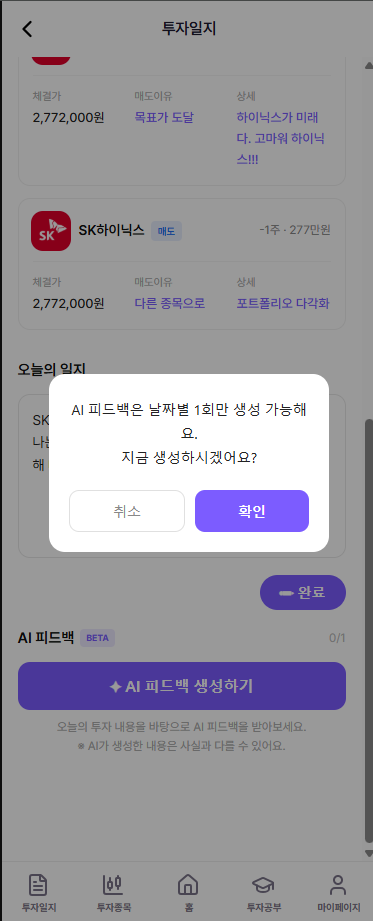 투자일지
체결가
매도이유
상세
2,772,000원
목표가 도달
하이닉스가 미래
다. 고마워 하이닉
스!!!
SK
SK하이닉스
매도
-1주 · 277만원
체결가
매도이유
상세
2,772,000원
다른 종목으로
포트폴리오 다각화
오늘의 일지
SK
해
AI 피드백은 날짜별 1회만 생성 가능해
요.
지금 생성하시겠어요?
취소
확인
완료
AI 피드백
BETA
0/1
AI 피드백 생성하기
오늘의 투자 내용을 바탕으로 AI 피드백을 받아보세요.
※ AI가 생성한 내용은 사실과 다를 수 있어요.
투자일지
투자종목
홈
투자공부
마이페이지